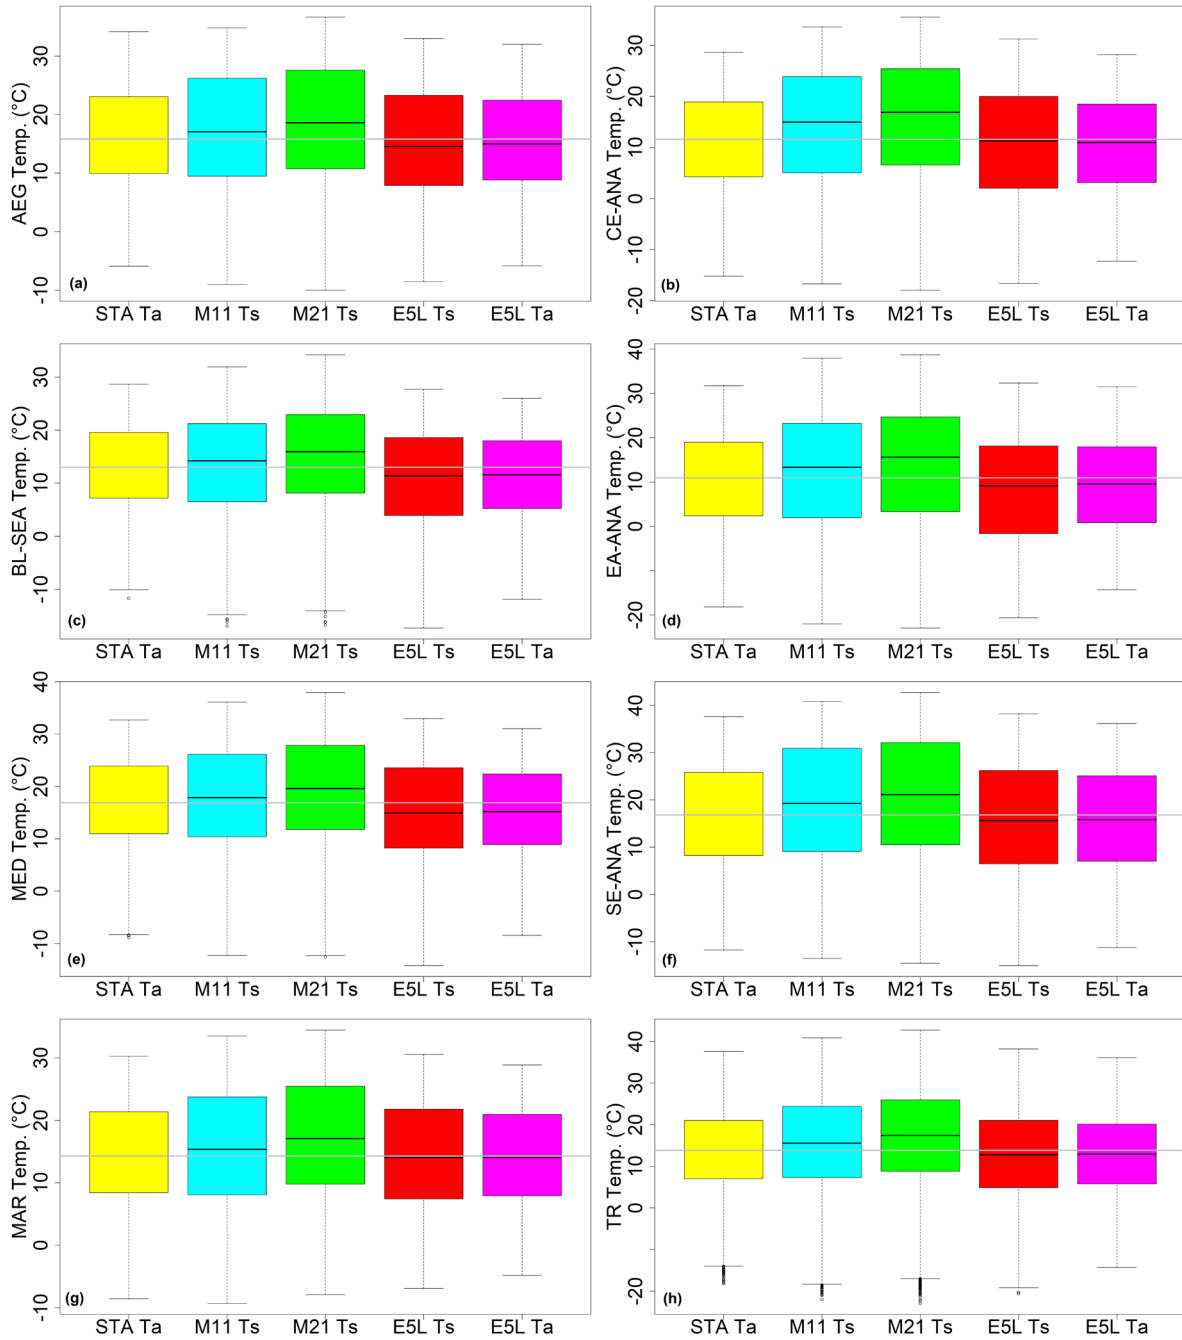 AEG Temp. (°C)
30
20
10
0
-10
(a)
STA Ta M11 Ts M21 Ts E5L Ts E5L Ta
CE-ANA Temp. (°C)
30
20
10
0
-10
-20
(b)
STA Ta M11 Ts M21 Ts E5L Ts E5L Ta
BL-SEA Temp. (°C)
30
20
10
0
-10
(c)
STA Ta M11 Ts M21 Ts E5L Ts E5L Ta
EA-ANA Temp. (°C)
40
30
20
10
0
-20
(d)
STA Ta M11 Ts M21 Ts E5L Ts E5L Ta
MED Temp. (°C)
40
30
20
10
0
-10
(e)
STA Ta M11 Ts M21 Ts E5L Ts E5L Ta
SE-ANA Temp. (°C)
40
30
20
10
0
-10
(f)
STA Ta M11 Ts M21 Ts E5L Ts E5L Ta
MAR Temp. (°C)
30
20
10
0
-10
(g)
STA Ta M11 Ts M21 Ts E5L Ts E5L Ta
TR Temp. (°C)
40
30
20
10
0
-20
(h)
STA Ta M11 Ts M21 Ts E5L Ts E5L Ta